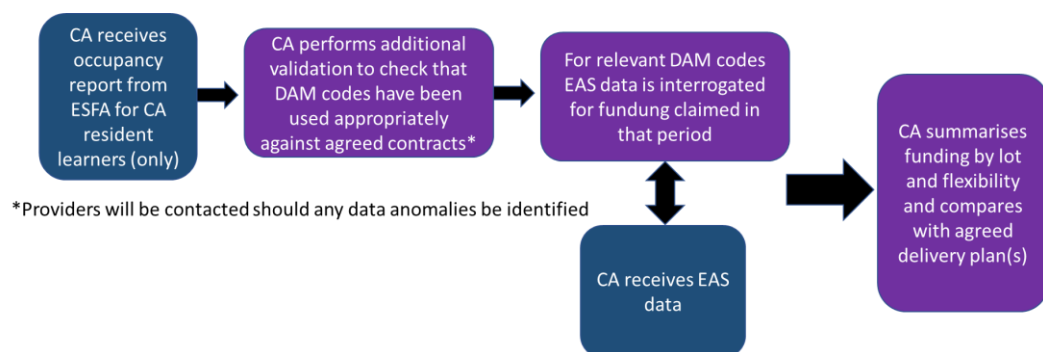 CA receives
occupancy
report from
ESFA for CA
resident
learners (only)
CA performs additional
validation to check that
DAM codes have been
used appropriately
against agreed contracts*
For relevant DAM codes
EAS data is interrogated
for fundung claimed in
that period
CA summarises
funding by lot
and flexibility
and compares
with agreed
delivery plan(s)
*Providers will be contacted should any data anomalies be identified
CA receives EAS
data